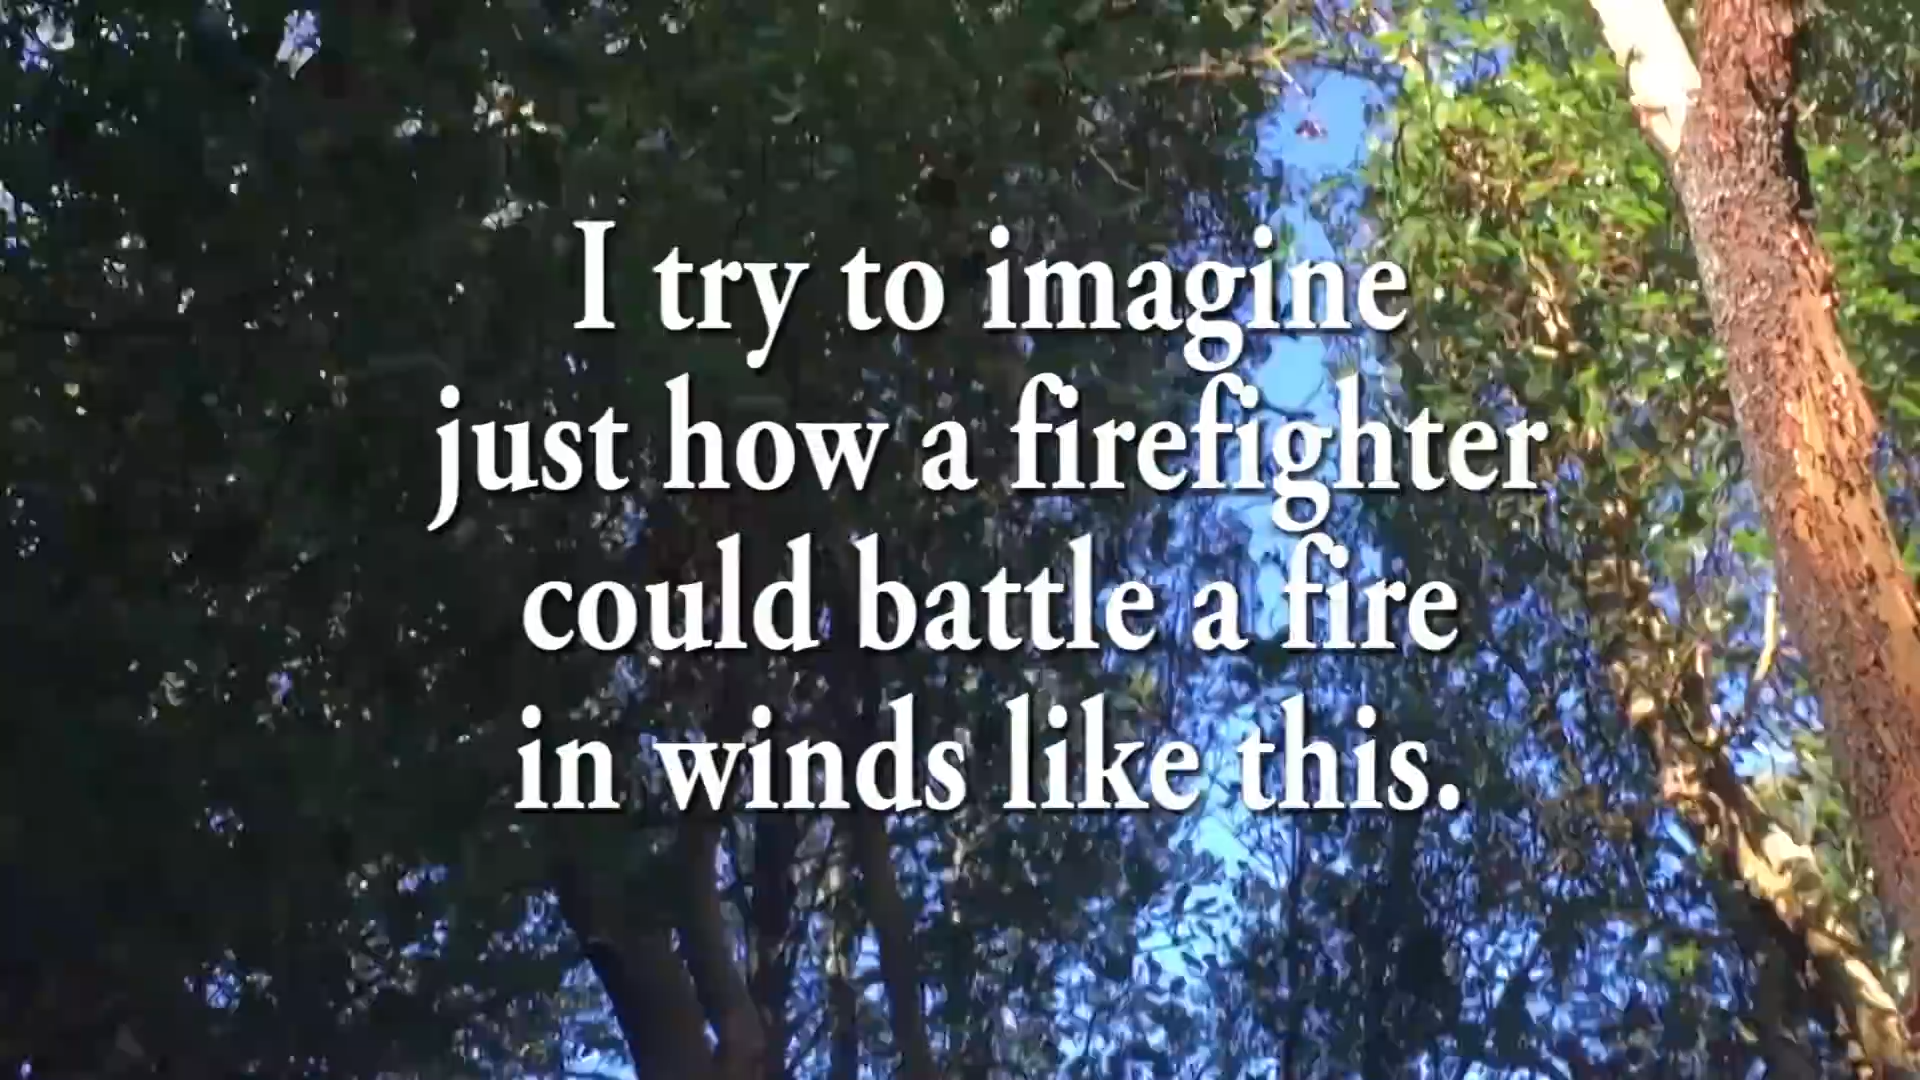 I try to imagine
just how a firefighter
could battle a fire
in winds like this.